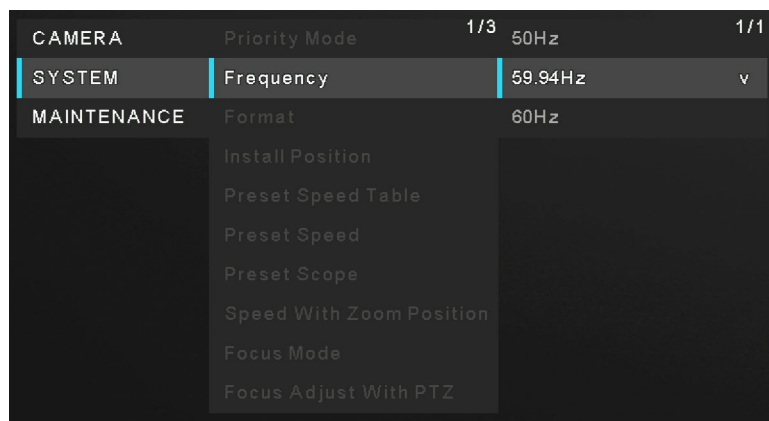 CAMERA
Priority Mode
1/3
50Hz
1/1
SYSTEM
Frequency
59.94Hz
v
MAINTENANCE
Format
60Hz
Install Position
Preset Speed Table
Preset Speed
Preset Scope
Speed With Zoom Position
Focus Mode
Focus Adjust With PTZ